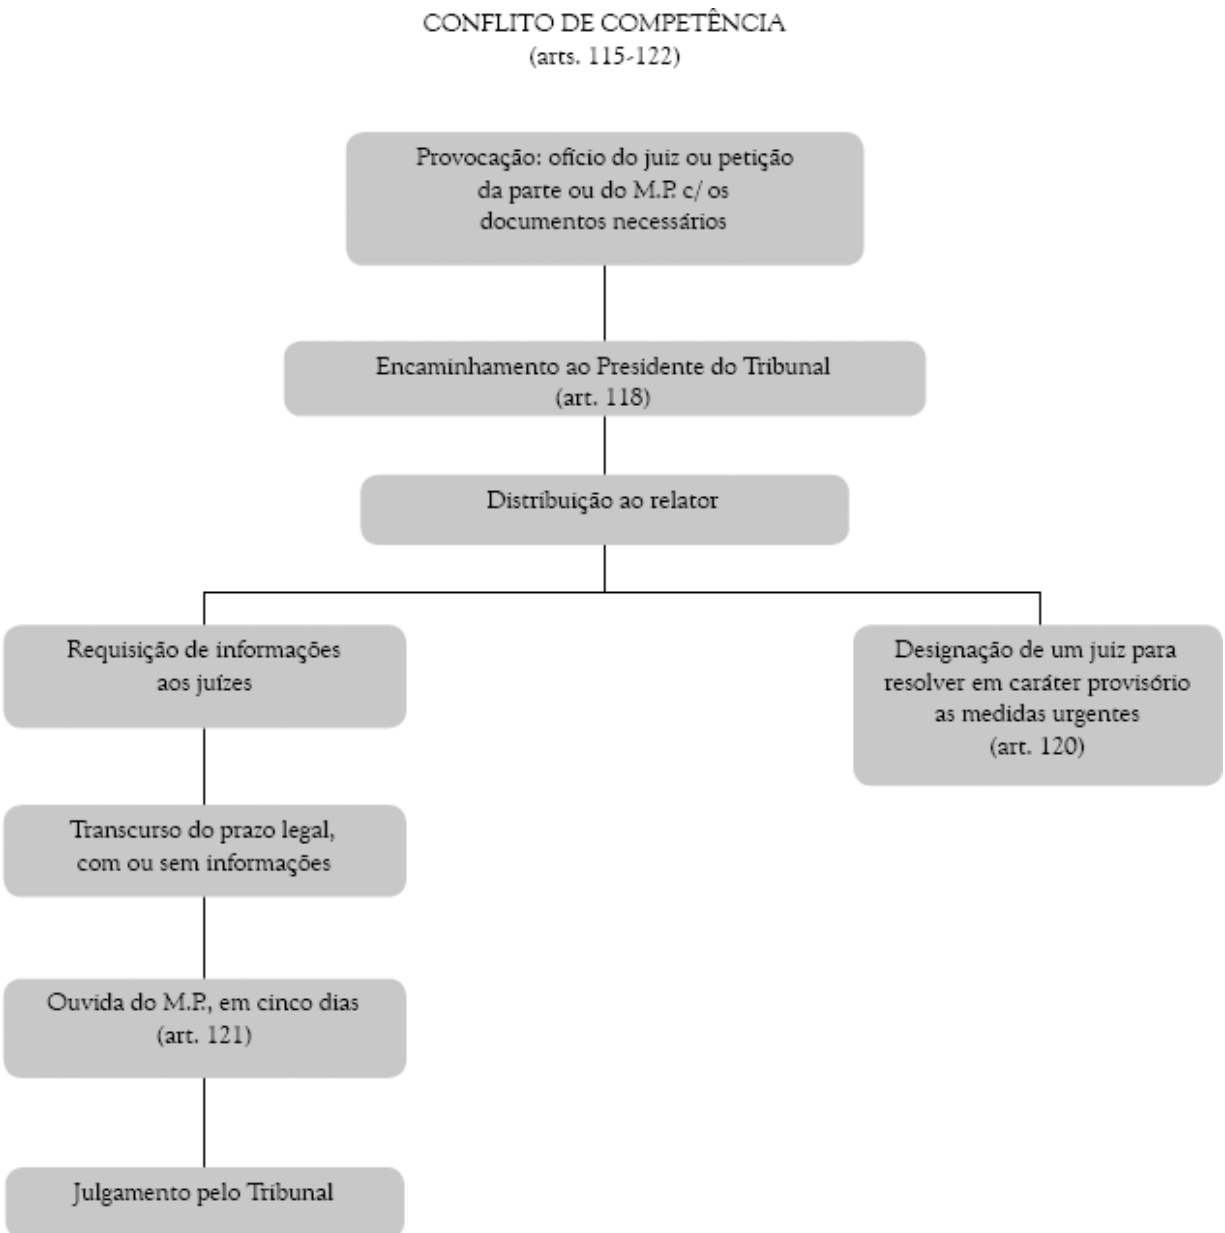 CONFLITO DE COMPETÊNCIA
(arts. 115-122)
Provocação: ofício do juiz ou petição
da parte ou do M.P. c/ os
documentos necessários
Encaminhamento ao Presidente do Tribunal
(art. 118)
Distribuição ao relator
Requisição de informações
aos juízes
Designação de um juiz para
resolver em caráter provisório
as medidas urgentes
(art. 120)
Transcurso do prazo legal,
com ou sem informações
Ouvida do M.P., em cinco dias
(art. 121)
Julgamento pelo Tribunal